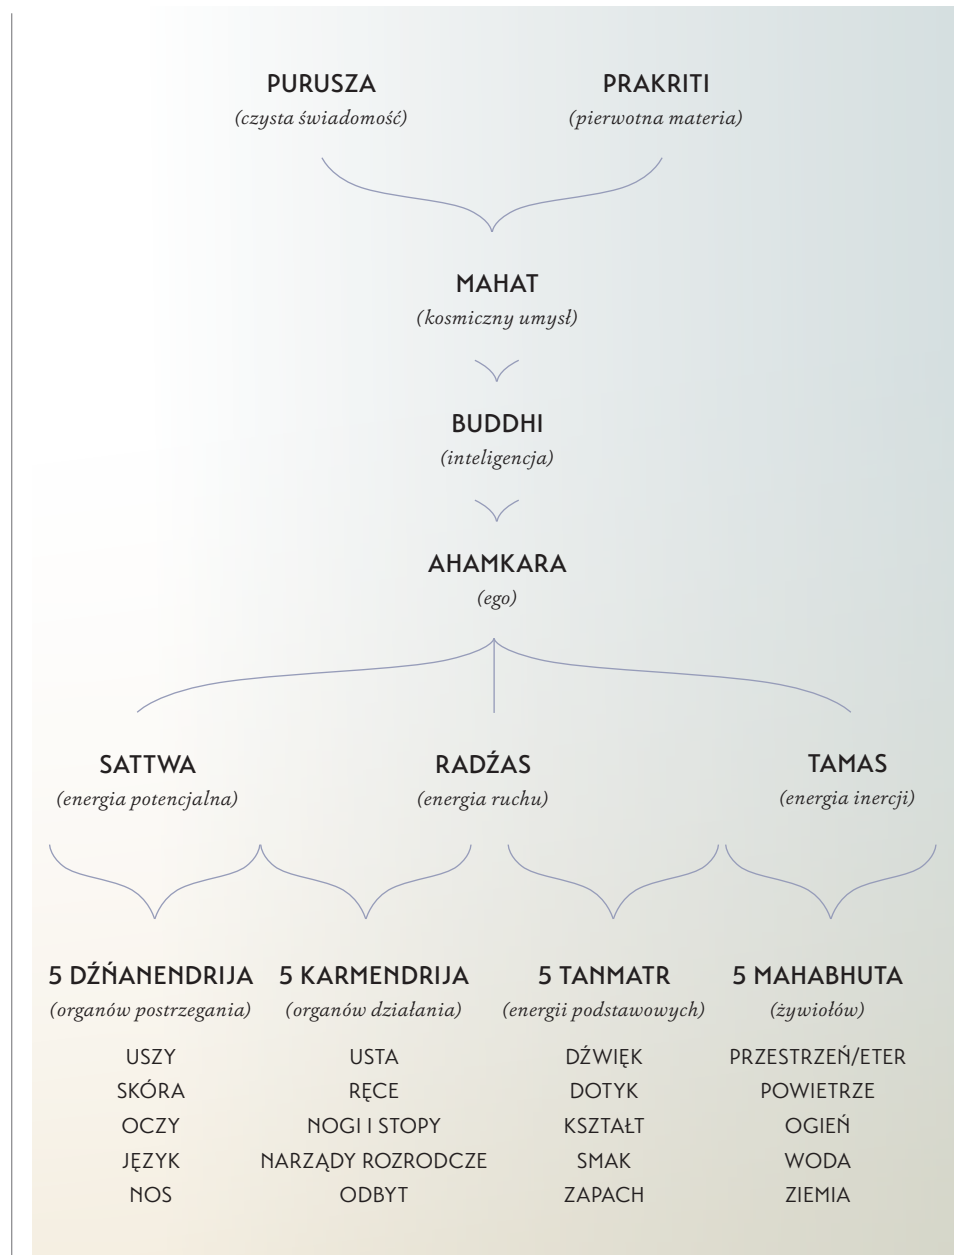 PURUSZA
(czysta świadomość)
PRAKRITI
(pierwotna materia)
MAHAT
(kosmiczny umysł)
BUDDHI
(inteligencja)
AHAMKARA
(ego)
SATTWA
(energia potencjalna)
RADŹAS
(energia ruchu)
TAMAS
(energia inercji)
5 DŹŃANENDRIJA
(organów postrzegania)
USZY
SKÓRA
OCZY
JĘZYK
NOS
5 KARMENDRIJA
(organów działania)
USTA
RĘCE
NOGI I STOPY
NARZĄDY ROZRODCZE
ODBYT
5 TANMATR
(energii podstawowych)
DŹWIĘK
DOTYK
KSZTAŁT
SMAK
ZAPACH
5 MAHABHUTA
(żywiołów)
PRZESTRZEŃ/ETER
POWIETRZE
OGIEŃ
WODA
ZIEMIA